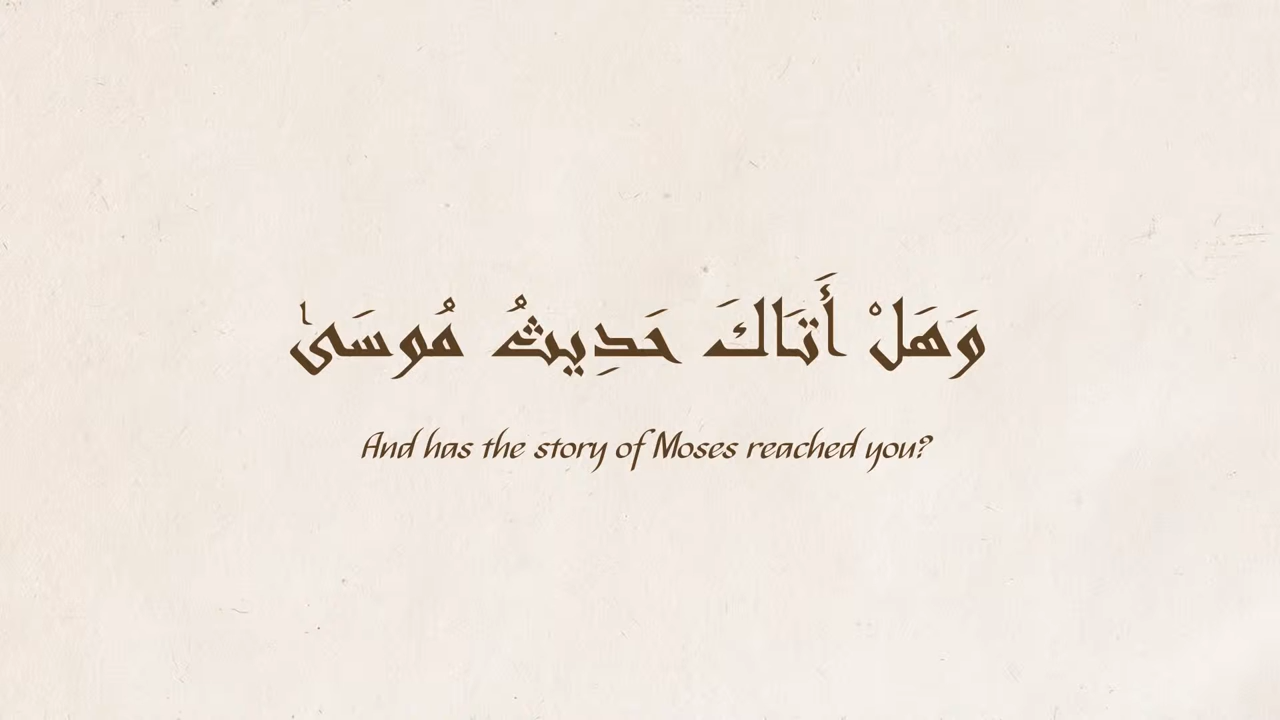 وَهَلْ أَتَاكَ حَدِيثُ مُوسَىٰ
And has the story of Moses reached you?